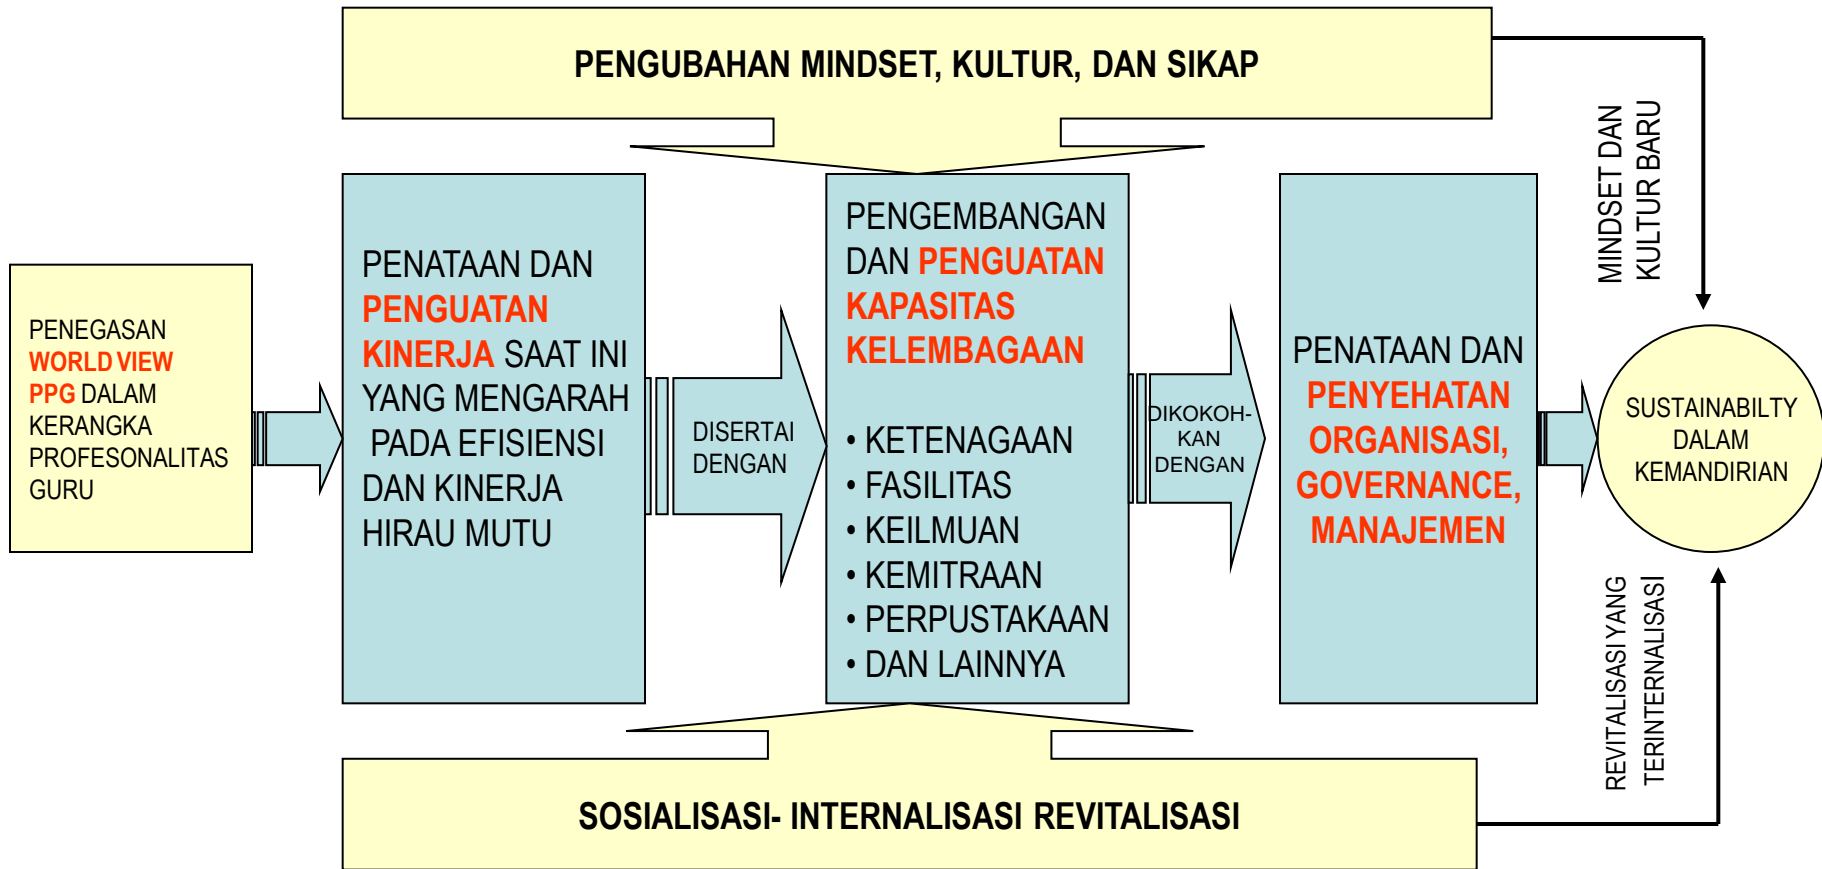 PENGUBAHAN MINDSET, KULTUR, DAN SIKAP
MINDSET DAN
KULTUR BARU
PENEGASAN
WORLD VIEW
PPG DALAM
KERANGKA
PROFESONALITAS
GURU
PENATAAN DAN
PENGUATAN
KINERJA SAAT INI
YANG MENGARAH
PADA EFISIENSI
DAN KINERJA
HIRAU MUTU
DISERTAI
DENGAN
PENGEMBANGAN
DAN PENGUATAN
KAPASITAS
KELEMBAGAAN
• KETENAGAAN
• FASILITAS
• KEILMUAN
• KEMITRAAN
• PERPUSTAKAAN
• DAN LAINNYA
DIKOKOH-
KAN
DENGAN
PENATAAN DAN
PENYEHATAN
ORGANISASI,
GOVERNANCE,
MANAJEMEN
SUSTAINABILTY
DALAM
KEMANDIRIAN
REVITALISASI YANG
TERINTERNALISASI
SOSIALISASI- INTERNALISASI REVITALISASI